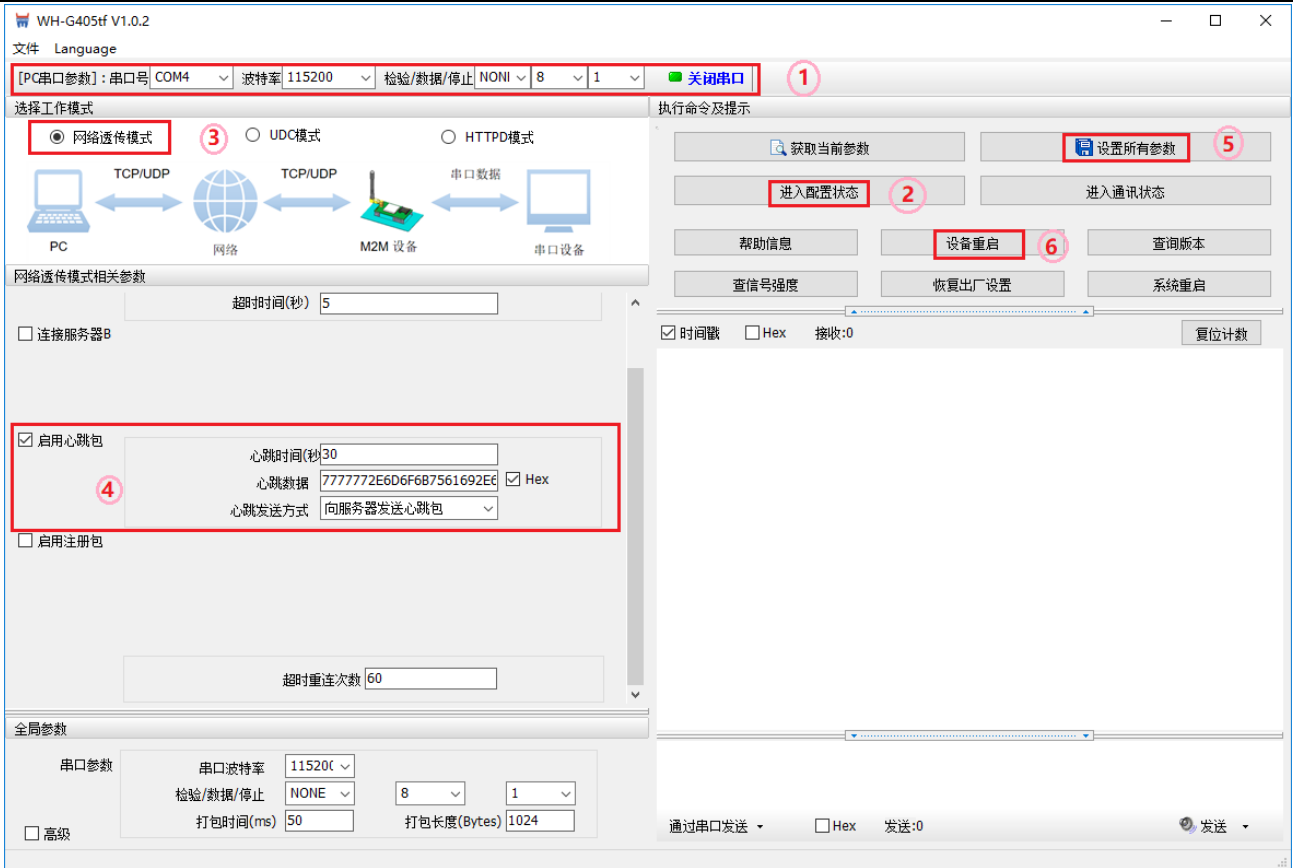 WH-G405tf V1.0.2
文件 Language
[PC串口参数]：串口号 COM4 波特率 115200 检验/数据/停止 NONI 8 1 关闭串口 1
选择工作模式
网络透传模式 3 UDC模式 HTTPD模式
TCP/UDP TCP/UDP 串口数据
PC 网络 M2M 设备 串口设备
网络透传模式相关参数
超时时间(秒) 5
连接服务器B
启用心跳包
心跳时间(秒 30
心跳数据 7777772E6D6F6B7561692E6 Hex
4
心跳发送方式 向服务器发送心跳包
启用注册包
超时重连次数 60
全局参数
串口参数 串口波特率 11520(
检验/数据/停止 NONE 8 1
打包时间(ms) 50 打包长度(Bytes) 1024
高级
执行命令及提示
获取当前参数 设置所有参数 5
进入配置状态 2 进入通讯状态
帮助信息 设备重启 6 查询版本
查信号强度 恢复出厂设置 系统重启
时间戳 Hex 接收:0 复位计数
通过串口发送 Hex 发送:0 发送